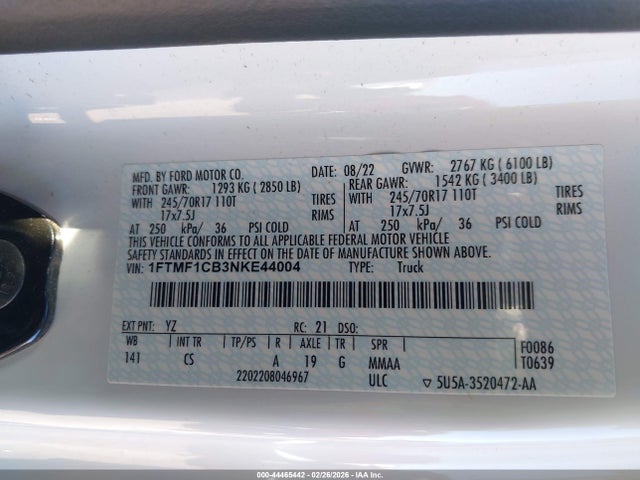 MFD. BY FORD MOTOR CO. DATE: 08/22 GVWR: 2767 KG ( 6100 LB)
FRONT GAWR: 1293 KG ( 2850 LB) REAR GAWR: 1542 KG ( 3400 LB)
WITH 245/70R17 110T TIRES WITH 245/70R17 110T TIRES
17x7.5J RIMS 17x7.5J RIMS
AT 250 kPa/ 36 PSI COLD AT 250 kPa/ 36 PSI COLD
THIS VEHICLE CONFORMS TO ALL APPLICABLE FEDERAL MOTOR VEHICLE
SAFETY STANDARDS IN EFFECT ON THE DATE OF MANUFACTURE SHOWN ABOVE.
VIN: 1FTMF1CB3NKE44004 TYPE: Truck
EXT PNT: YZ RC: 21 DSO:
WB INT TR TP/PS R AXLE TR SPR F0086
141 CS A 19 G MMAA T0639
2202208046967 ULC ▽ 5U5A-3520472-AA
000-44465442 | 02/26/2026 - IAA Holdings, LLC